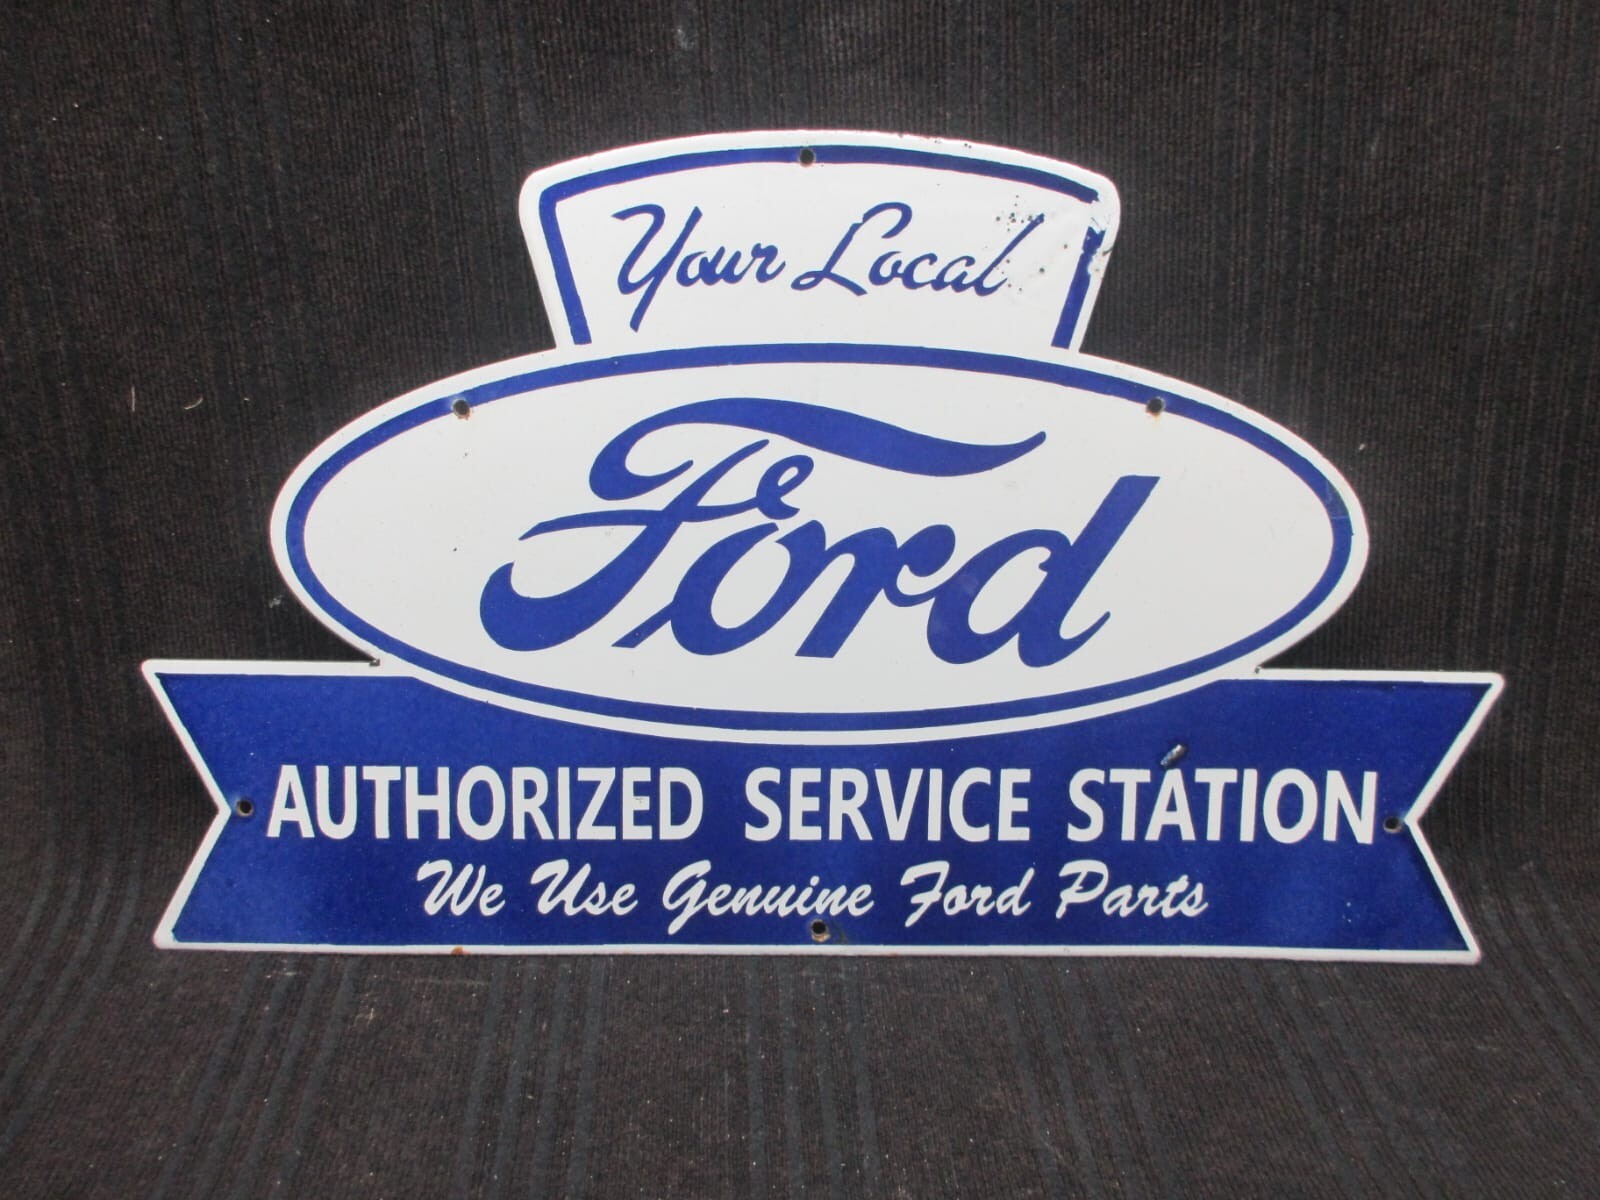 Your Local
Ford
AUTHORIZED SERVICE STATION
We Use Genuine Ford Parts